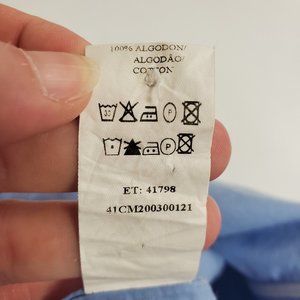 100% ALGODON/
ALGODÃO/
COTTON
ET: 41798
41CM200300121